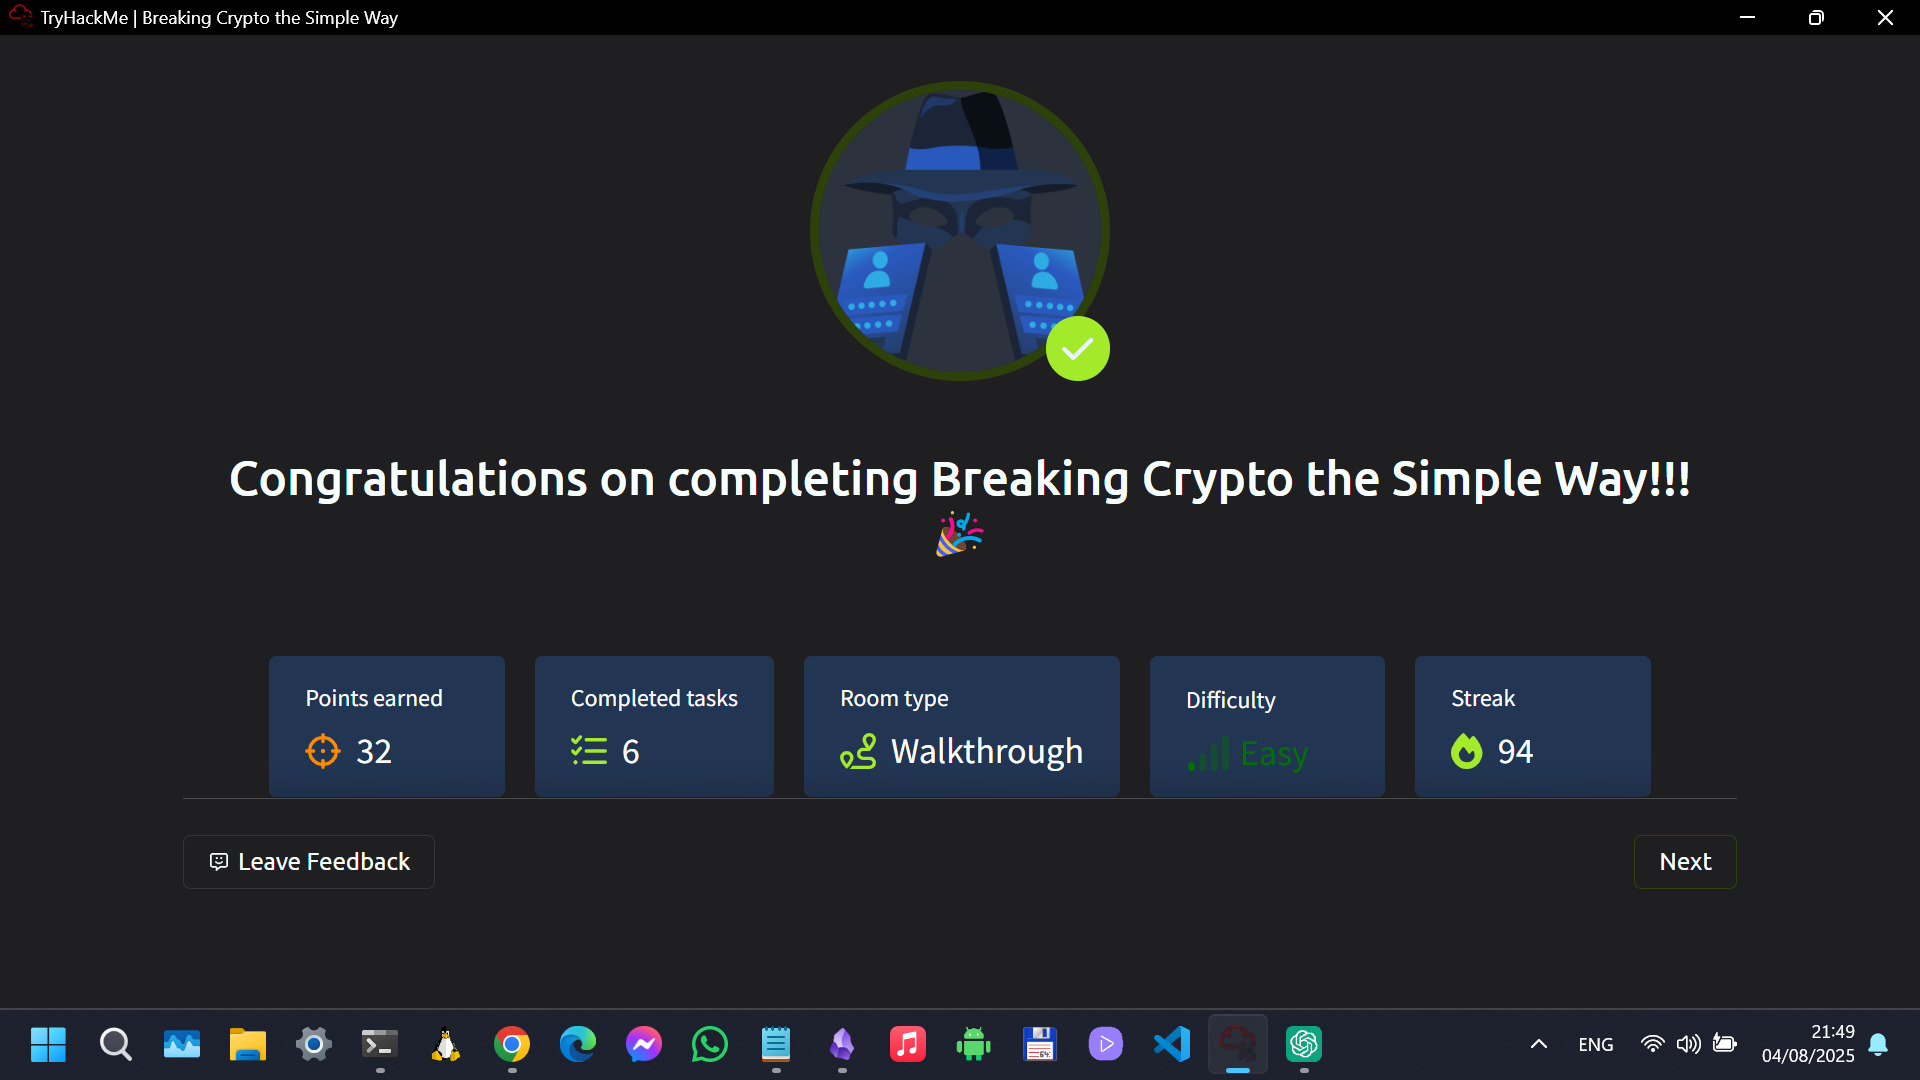 TryHackMe | Breaking Crypto the Simple Way
Congratulations on completing Breaking Crypto the Simple Way!!!
🎉
Points earned
32
Completed tasks
6
Room type
Walkthrough
Difficulty
Easy
Streak
94
Leave Feedback
Next
64
ENG
21:49
04/08/2025